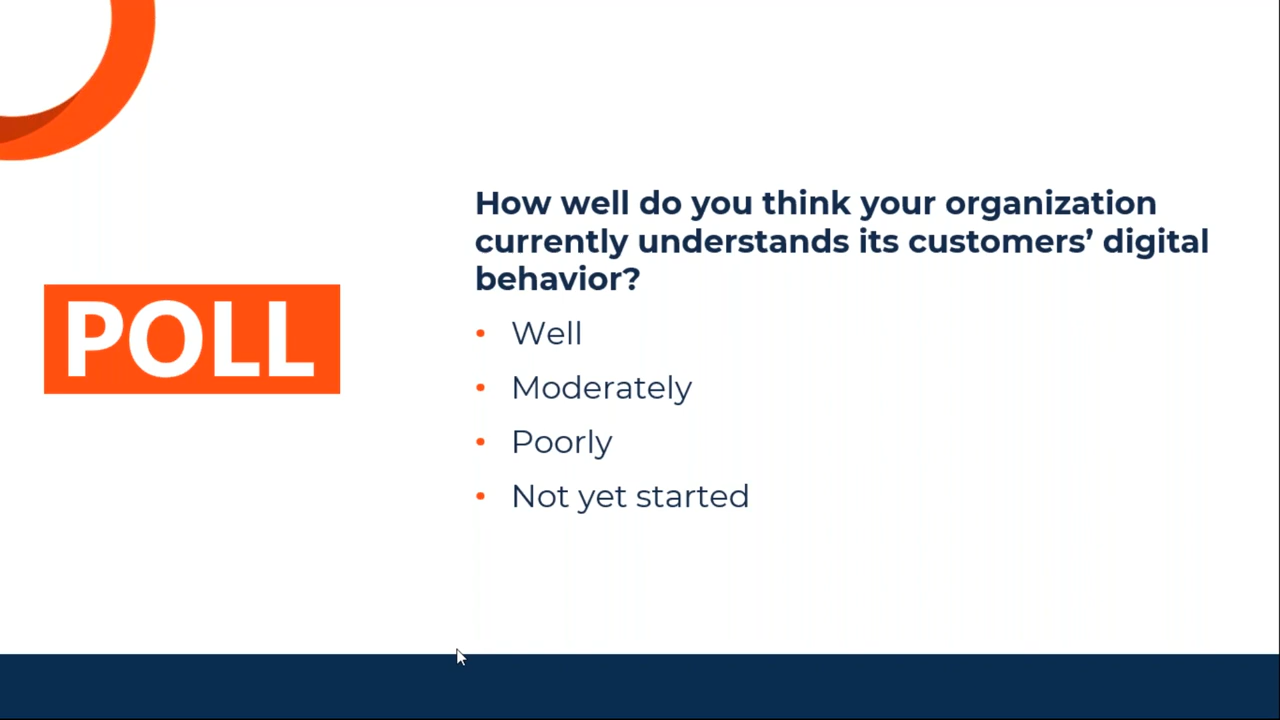 POLL
How well do you think your organization
currently understands its customers’ digital
behavior?
• Well
• Moderately
• Poorly
• Not yet started